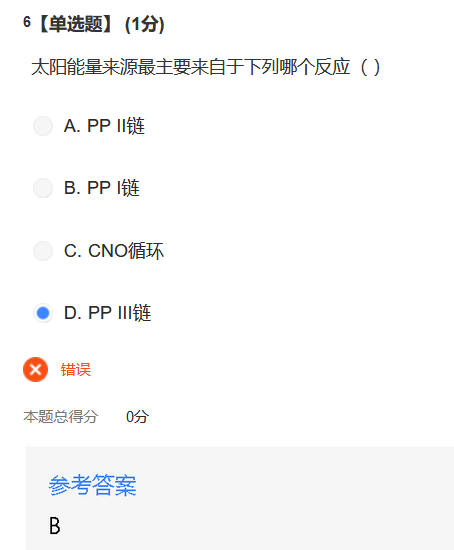 6【单选题】 (1分)
太阳能量来源最主要来自于下列哪个反应（ ）
A. PP II链
B. PP I链
C. CNO循环
D. PP III链
错误
本题总得分 0分
参考答案
B